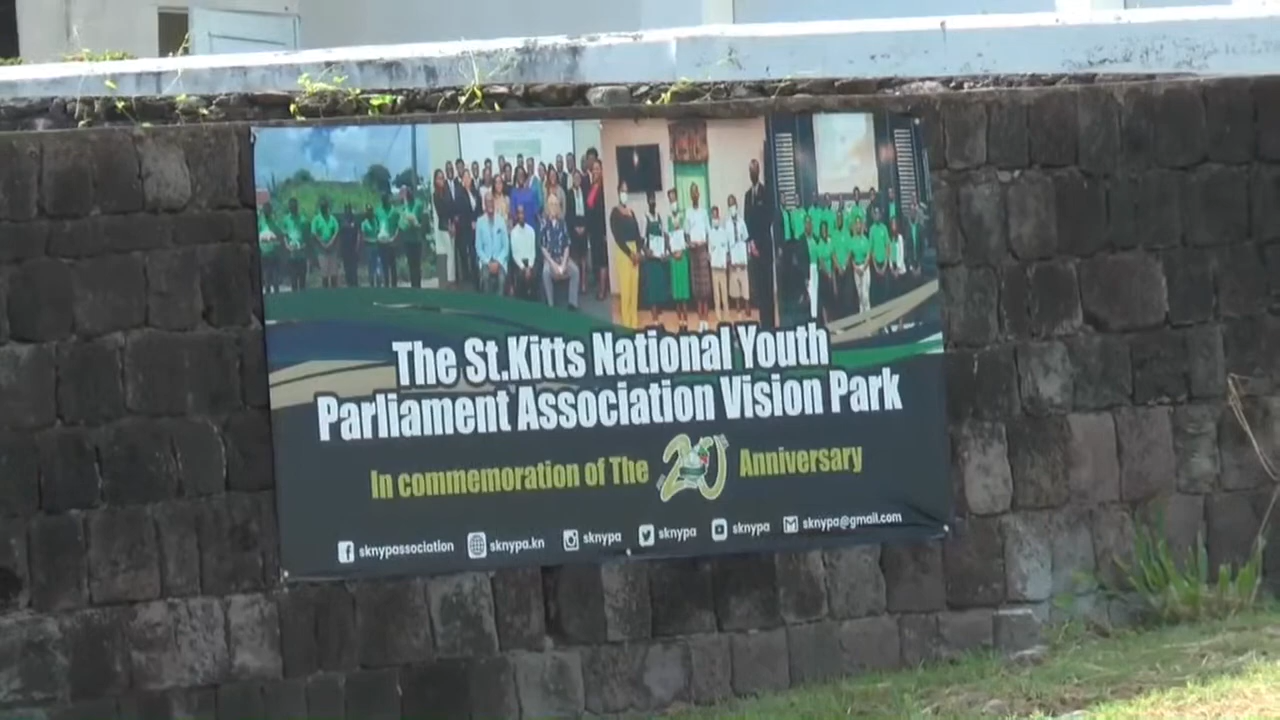 The St.Kitts National Youth
Parliament Association Vision Park
In commemoration of The 20 Anniversary
sknypassociation sknypa.kn sknypa sknypa sknypa sknypa@gmail.com